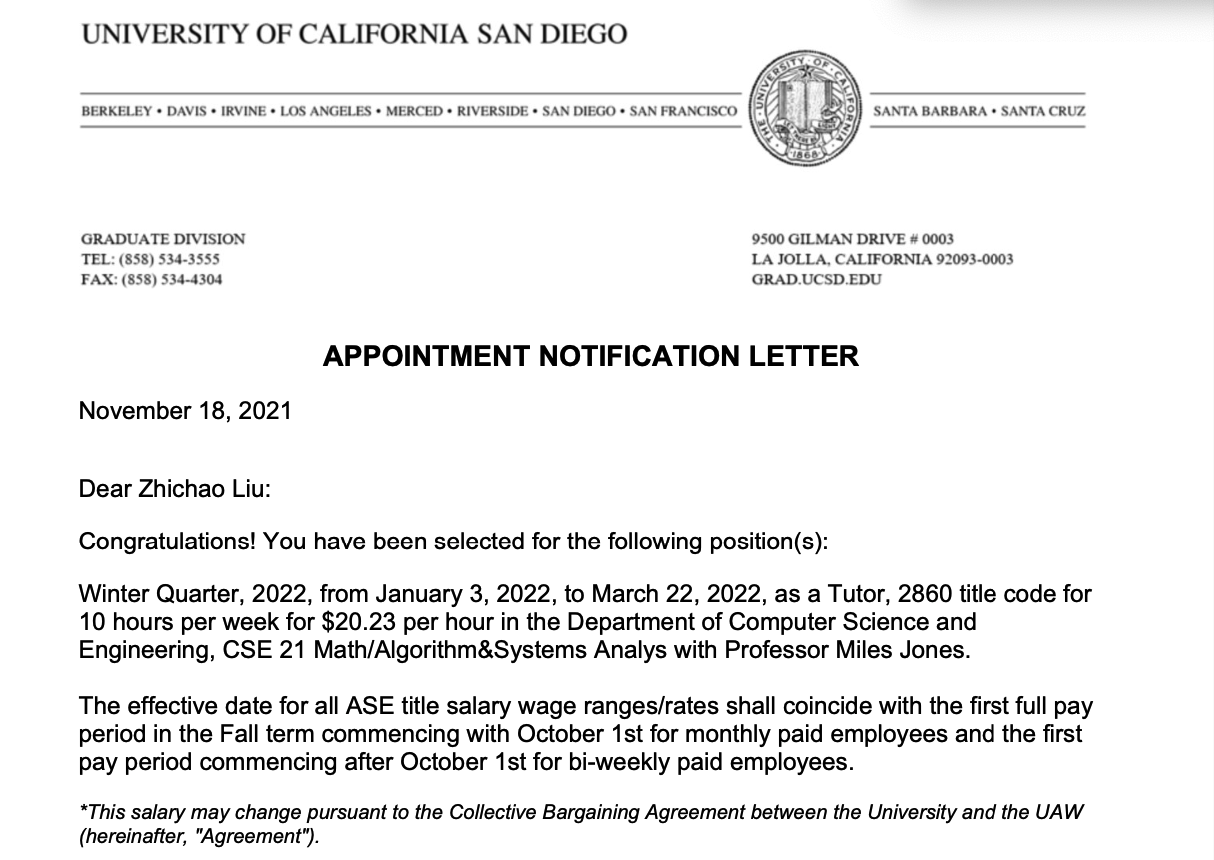 UNIVERSITY OF CALIFORNIA SAN DIEGO
BERKELEY • DAVIS • IRVINE • LOS ANGELES • MERCED • RIVERSIDE • SAN DIEGO • SAN FRANCISCO
THE UNIVERSITY OF CALIFORNIA
1868
SANTA BARBARA • SANTA CRUZ
GRADUATE DIVISION
TEL: (858) 534-3555
FAX: (858) 534-4304
9500 GILMAN DRIVE # 0003
LA JOLLA, CALIFORNIA 92093-0003
GRAD.UCSD.EDU
APPOINTMENT NOTIFICATION LETTER
November 18, 2021
Dear Zhichao Liu:
Congratulations! You have been selected for the following position(s):
Winter Quarter, 2022, from January 3, 2022, to March 22, 2022, as a Tutor, 2860 title code for
10 hours per week for $20.23 per hour in the Department of Computer Science and
Engineering, CSE 21 Math/Algorithm&Systems Analys with Professor Miles Jones.
The effective date for all ASE title salary wage ranges/rates shall coincide with the first full pay
period in the Fall term commencing with October 1st for monthly paid employees and the first
pay period commencing after October 1st for bi-weekly paid employees.
*This salary may change pursuant to the Collective Bargaining Agreement between the University and the UAW
(hereinafter, "Agreement").